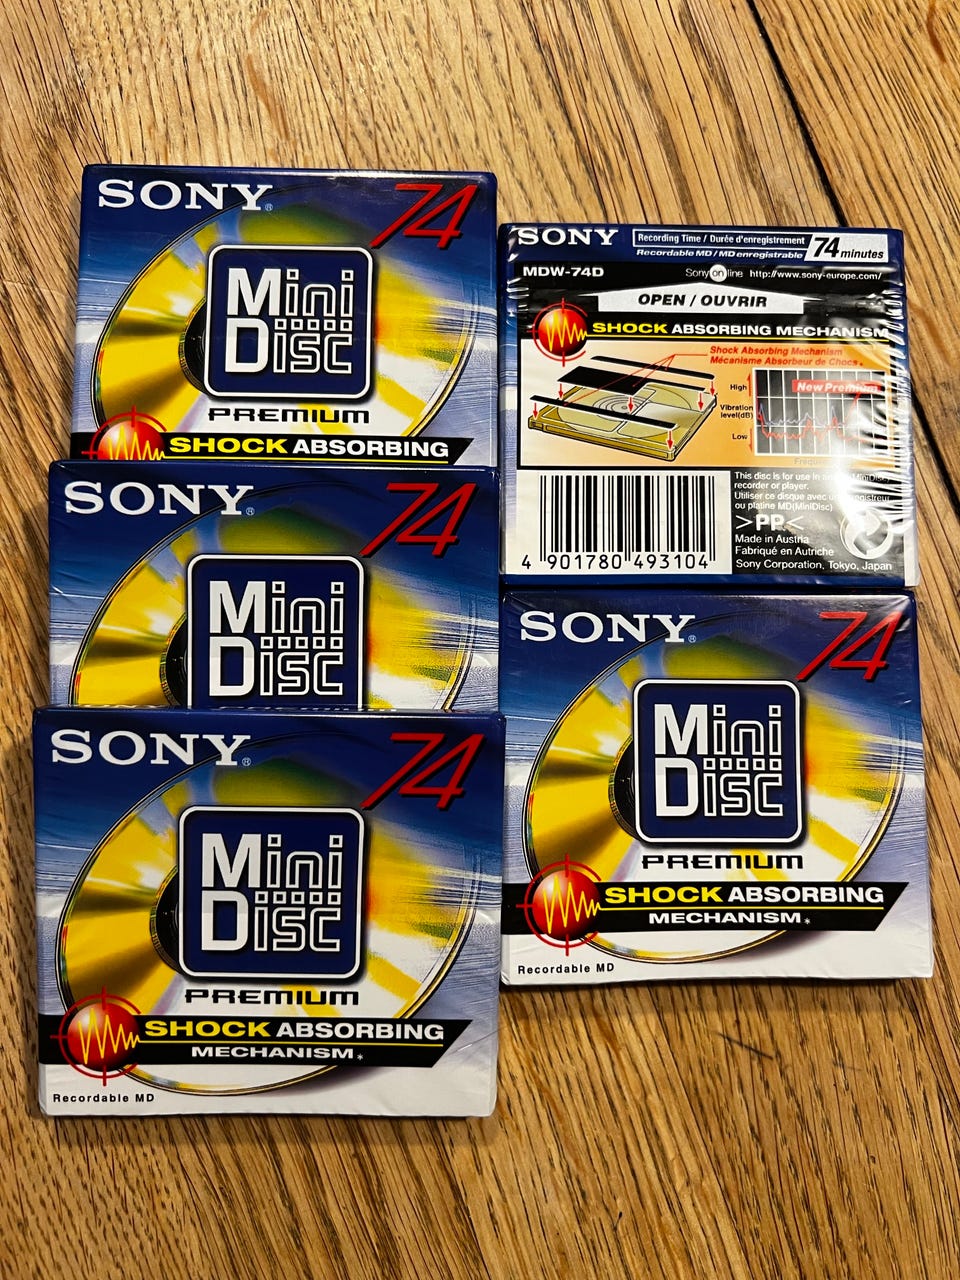 SONY® 74
Mini
Disc
PREMIUM
SHOCK ABSORBING
SONY® 74
Mini
Disc
SONY® 74
Mini
Disc
PREMIUM
SHOCK ABSORBING
MECHANISM*
Recordable MD
SONY Recording Time / Durée d'enregistrement 74 minutes
Recordable MD / MD enregistrable
MDW-74D Sony on line http://www.sony-europe.com/
OPEN / OUVRIR
SHOCK ABSORBING MECHANISM
Shock Absorbing Mechanism
Mécanisme Absorbeur de Chocs
High
New Premium
Vibration
level(dB)
Low
This disc is for use in
recorder or player.
Utiliser ce disque avec
ou platine MD(MiniDisc)
>PP<
Made in Austria
Fabriqué en Autriche
Sony Corporation, Tokyo, Japan
4 901780 493104
SONY® 74
Mini
Disc
PREMIUM
SHOCK ABSORBING
MECHANISM*
Recordable MD